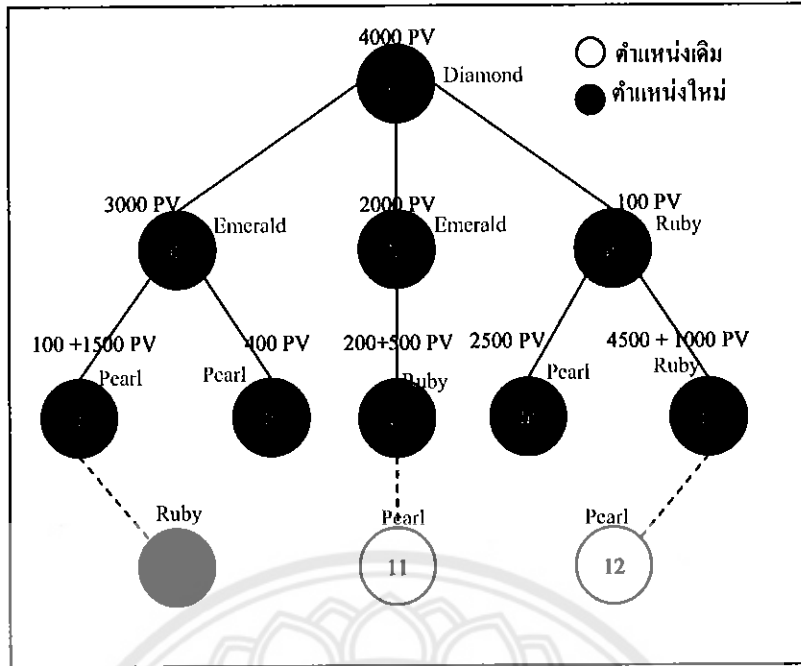 4000 PV
Diamond
ตำแหน่งเดิม
ตำแหน่งใหม่
3000 PV
Emerald
2000 PV
Emerald
100 PV
Ruby
100 +1500 PV
Pearl
400 PV
Pearl
200+500 PV
Ruby
2500 PV
Pearl
4500 + 1000 PV
Ruby
Ruby
Pearl
11
Pearl
12